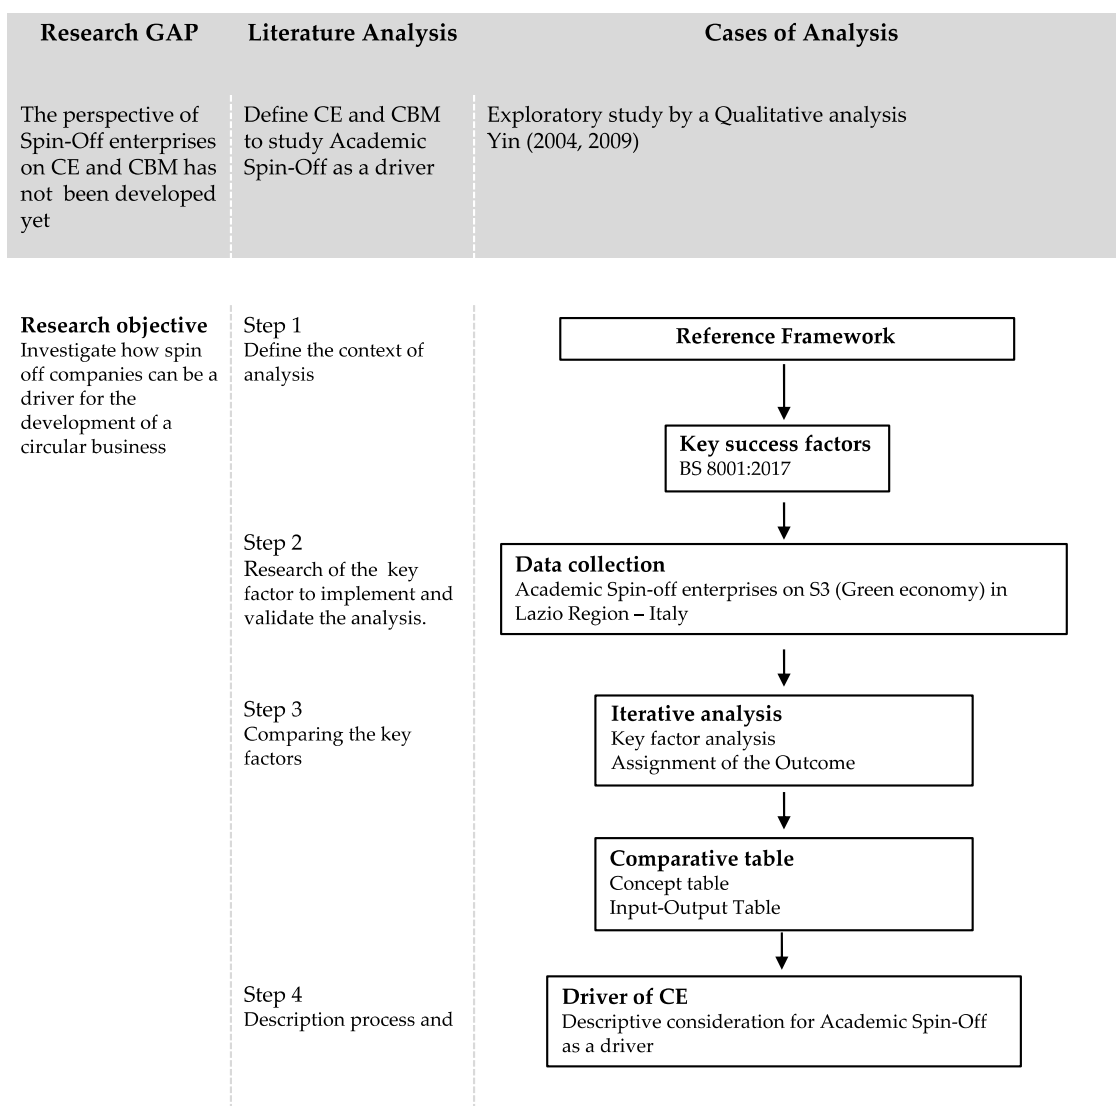 Research GAP
Literature Analysis
Cases of Analysis
The perspective of
Spin-Off enterprises
on CE and CBM has
not been developed
yet
Define CE and CBM
to study Academic
Spin-Off as a driver
Exploratory study by a Qualitative analysis
Yin (2004, 2009)
Research objective
Investigate how spin
off companies can be a
driver for the
development of a
circular business
Step 1
Define the context of
analysis
Reference Framework
Key success factors
BS 8001:2017
Step 2
Research of the key
factor to implement and
validate the analysis.
Data collection
Academic Spin-off enterprises on S3 (Green economy) in
Lazio Region – Italy
Step 3
Comparing the key
factors
Iterative analysis
Key factor analysis
Assignment of the Outcome
Comparative table
Concept table
Input-Output Table
Step 4
Description process and
Driver of CE
Descriptive consideration for Academic Spin-Off
as a driver